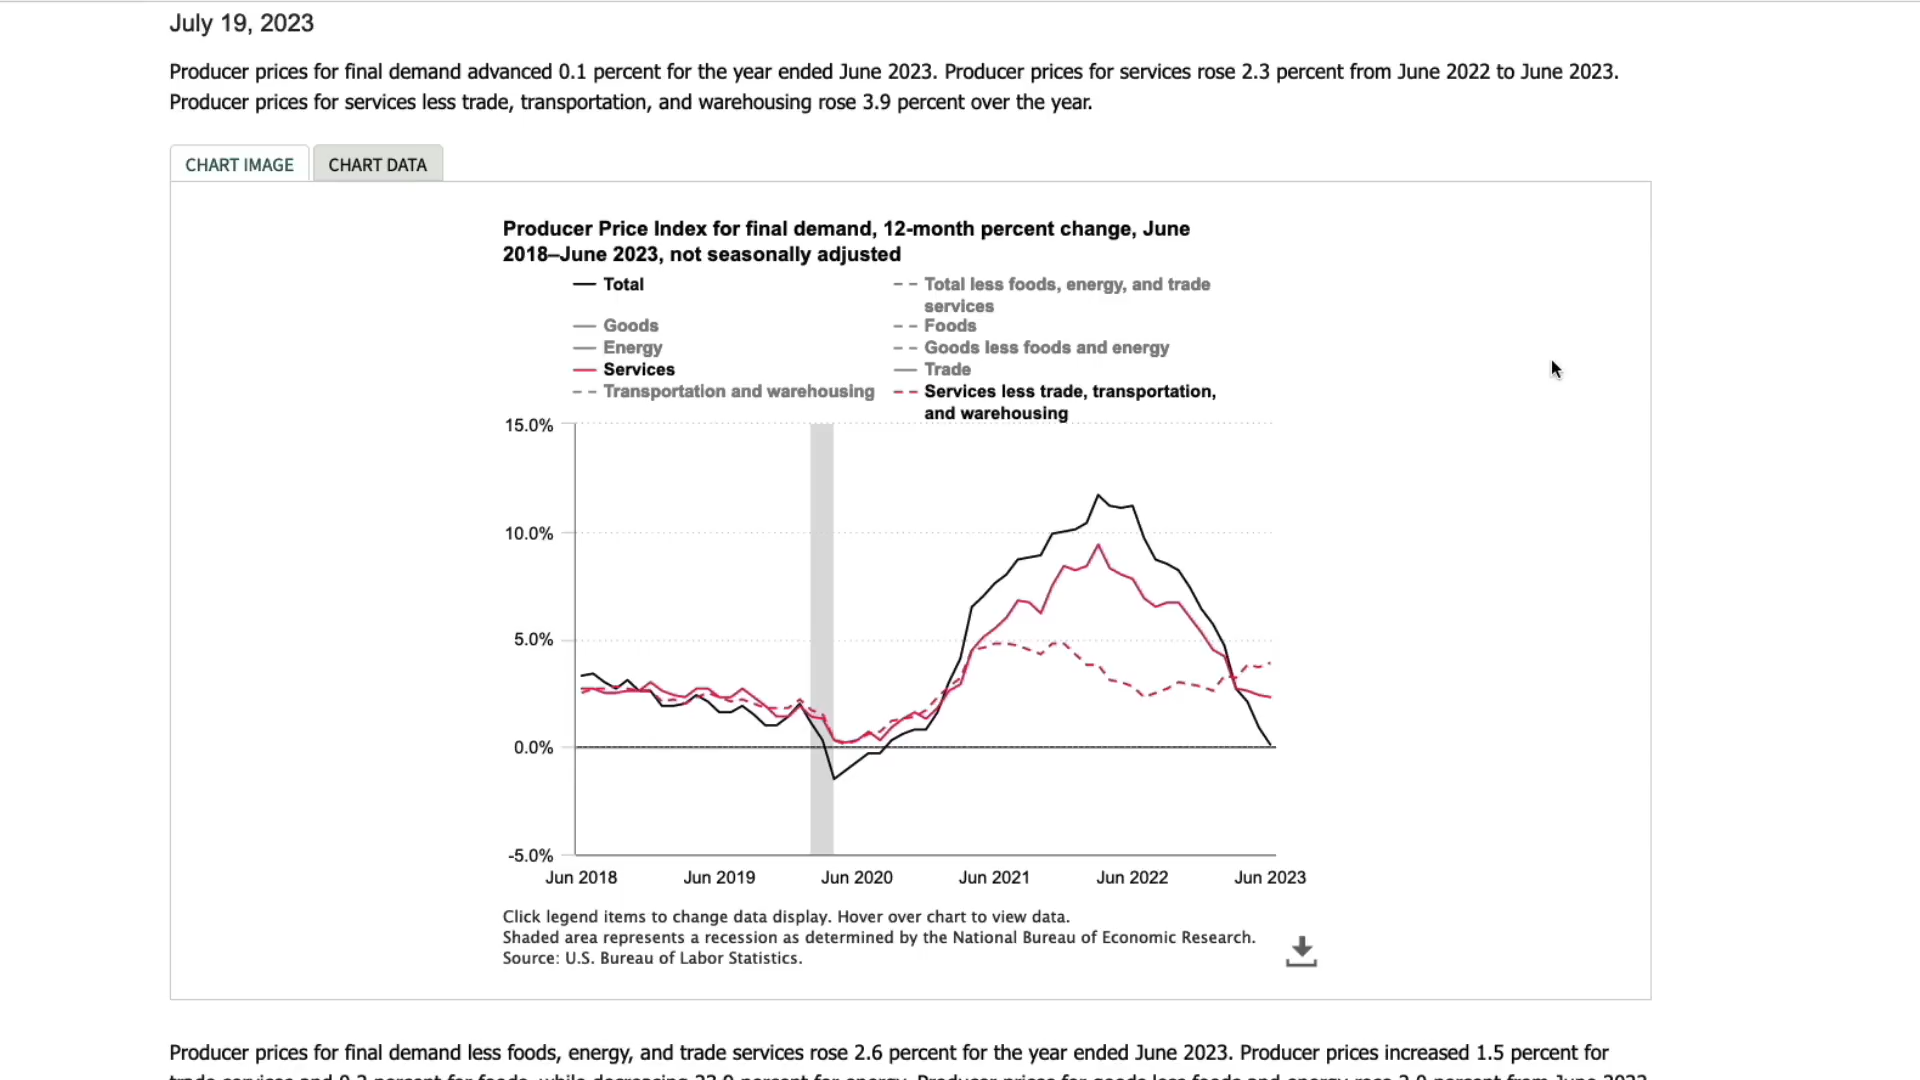 July 19, 2023
Producer prices for final demand advanced 0.1 percent for the year ended June 2023. Producer prices for services rose 2.3 percent from June 2022 to June 2023.
Producer prices for services less trade, transportation, and warehousing rose 3.9 percent over the year.
CHART IMAGE
CHART DATA
Producer Price Index for final demand, 12-month percent change, June
2018–June 2023, not seasonally adjusted
Total
Total less foods, energy, and trade
services
Goods
Foods
Energy
Goods less foods and energy
Services
Trade
Transportation and warehousing
Services less trade, transportation,
and warehousing
15.0%
10.0%
5.0%
0.0%
-5.0%
Jun 2018
Jun 2019
Jun 2020
Jun 2021
Jun 2022
Jun 2023
Click legend items to change data display. Hover over chart to view data.
Shaded area represents a recession as determined by the National Bureau of Economic Research.
Source: U.S. Bureau of Labor Statistics.
Producer prices for final demand less foods, energy, and trade services rose 2.6 percent for the year ended June 2023. Producer prices increased 1.5 percent for